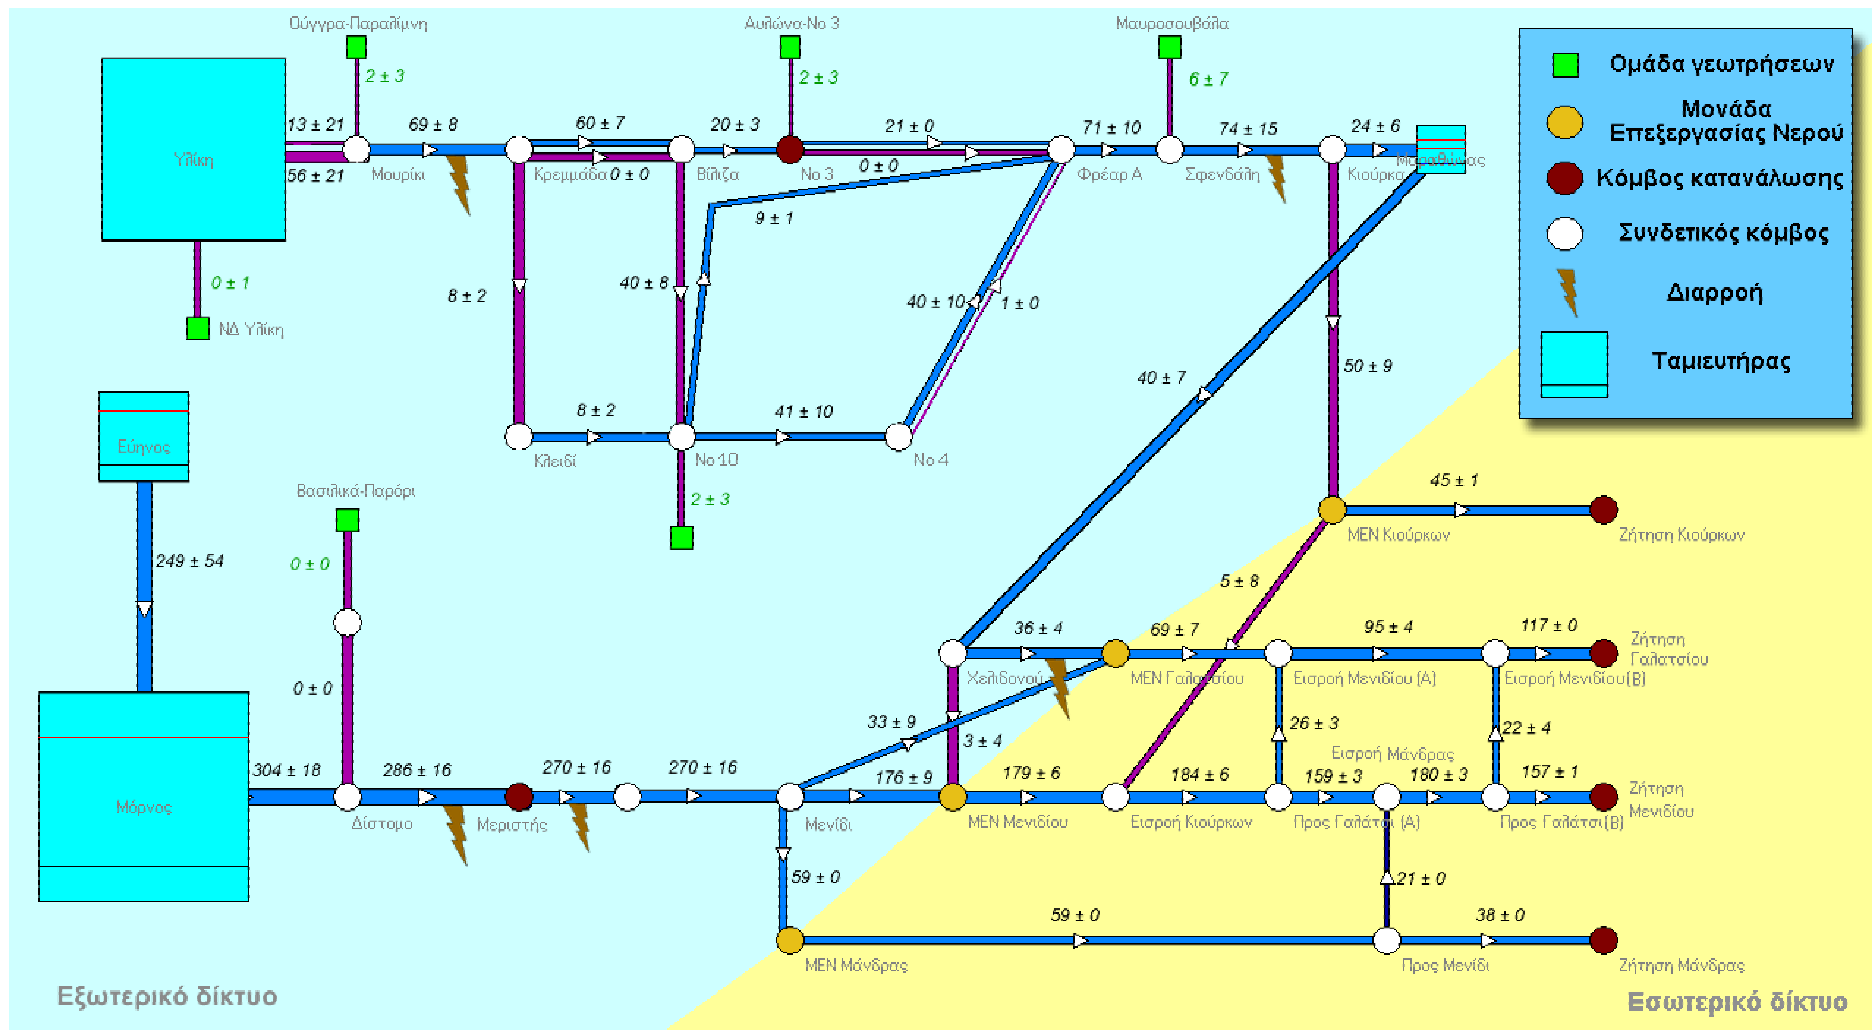 Ούγγρα-Παραλίμνη
Αυλώνα-Νο 3
Μαυροσουβάλα
2 ± 3
2 ± 3
6 ± 7
Ομάδα γεωτρήσεων
Μονάδα
Επεξεργασίας Νερού
Κόμβος κατανάλωσης
Συνδετικός κόμβος
Διαρροή
Ταμιευτήρας
13 ± 21
69 ± 8
60 ± 7
20 ± 3
21 ± 0
71 ± 10
74 ± 15
24 ± 6
Υλίκη
56 ± 21
Μουρίκι
Κρεμμάδα
0 ± 0
Βίλιζα
Νο 3
0 ± 0
Φρέαρ Α
Σφενδάλη
Κιούρκα
Μαραθώνας
9 ± 1
0 ± 1
8 ± 2
40 ± 8
40 ± 10
1 ± 0
ΝΔ Υλίκη
50 ± 9
40 ± 7
8 ± 2
41 ± 10
Εύηνος
Κλειδί
Νο 10
Νο 4
Βασιλικά-Παρόρι
2 ± 3
45 ± 1
ΜΕΝ Κιούρκων
Ζήτηση Κιούρκων
249 ± 54
0 ± 0
5 ± 8
36 ± 4
69 ± 7
95 ± 4
117 ± 0
Ζήτηση
Γαλατσίου
Χελιδονού
ΜΕΝ Γαλατσίου
Εισροή Μενιδίου (Α)
Εισροή Μενιδίου (Β)
0 ± 0
33 ± 9
3 ± 4
26 ± 3
22 ± 4
Εισροή Μάνδρας
304 ± 18
286 ± 16
270 ± 16
270 ± 16
176 ± 9
179 ± 6
184 ± 6
159 ± 3
180 ± 3
157 ± 1
Ζήτηση
Μενιδίου
Μόρνος
Δίστομο
Μεριστής
Μενίδι
ΜΕΝ Μενιδίου
Εισροή Κιούρκων
Προς Γαλάτσι (Α)
Προς Γαλάτσι (Β)
59 ± 0
21 ± 0
59 ± 0
38 ± 0
ΜΕΝ Μάνδρας
Προς Μενίδι
Ζήτηση Μάνδρας
Εξωτερικό δίκτυο
Εσωτερικό δίκτυο